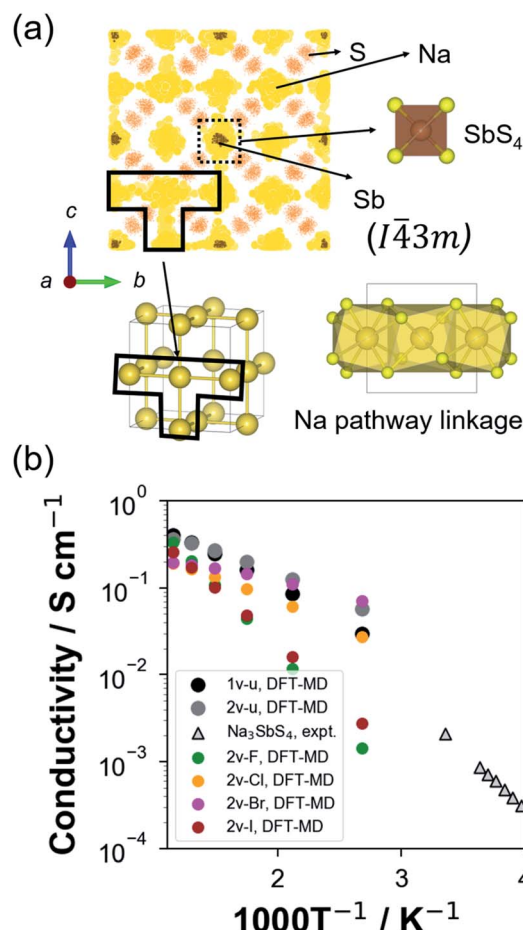 (a)
S
Na
SbS₄
Sb
(I4̄3m)
c
a
b
Na pathway linkage
(b)
Conductivity / S cm⁻¹
10⁰
10⁻¹
10⁻²
10⁻³
10⁻⁴
1v-u, DFT-MD
2v-u, DFT-MD
Na₃SbS₄, expt.
2v-F, DFT-MD
2v-Cl, DFT-MD
2v-Br, DFT-MD
2v-I, DFT-MD
2
3
4
1000T⁻¹ / K⁻¹